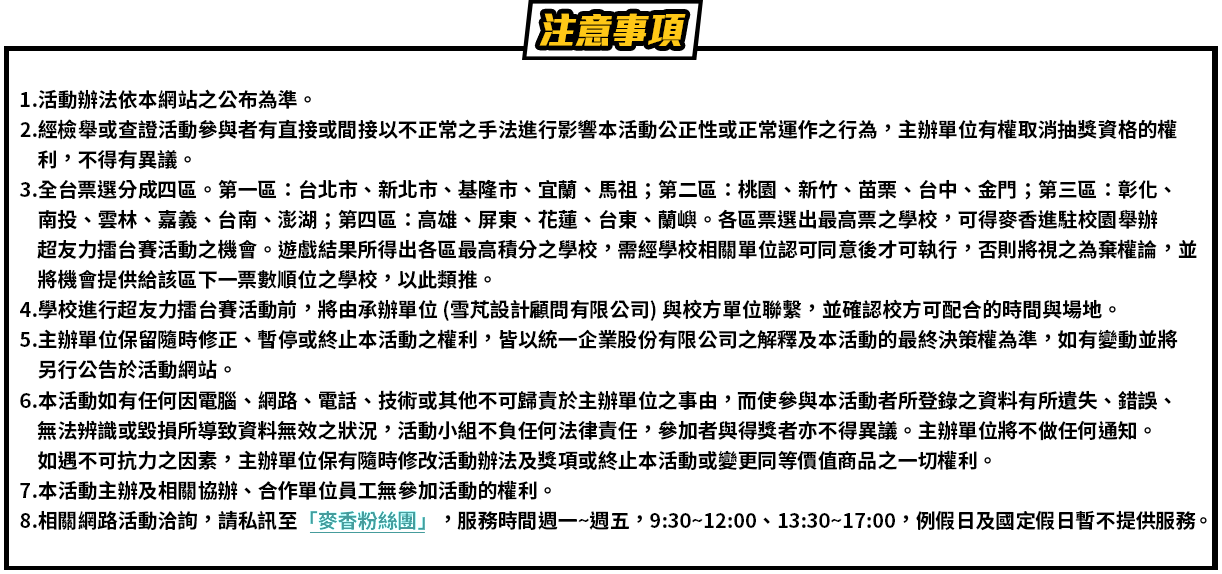 注意事項
1.活動辦法依本網站之公布為準。
2.經檢舉或查證活動參與者有直接或間接以不正常之手法進行影響本活動公正性或正常運作之行為，主辦單位有權取消抽獎資格的權
利，不得有異議。
3.全台票選分成四區。第一區：台北市、新北市、基隆市、宜蘭、馬祖；第二區：桃園、新竹、苗栗、台中、金門；第三區：彰化、
南投、雲林、嘉義、台南、澎湖；第四區：高雄、屏東、花蓮、台東、蘭嶼。各區票選出最高票之學校，可得麥香進駐校園舉辦
超友力擂台賽活動之機會。遊戲結果所得出各區最高積分之學校，需經學校相關單位認可同意後才可執行，否則將視之為棄權論，並
將機會提供給該區下一票數順位之學校，以此類推。
4.學校進行超友力擂台賽活動前，將由承辦單位 (雪芃設計顧問有限公司) 與校方單位聯繫，並確認校方可配合的時間與場地。
5.主辦單位保留隨時修正、暫停或終止本活動之權利，皆以統一企業股份有限公司之解釋及本活動的最終決策權為準，如有變動並將
另行公告於活動網站。
6.本活動如有任何因電腦、網路、電話、技術或其他不可歸責於主辦單位之事由，而使參與本活動者所登錄之資料有所遺失、錯誤、
無法辨識或毀損所導致資料無效之狀況，活動小組不負任何法律責任，參加者與得獎者亦不得異議。主辦單位將不做任何通知。
如遇不可抗力之因素，主辦單位保有隨時修改活動辦法及獎項或終止本活動或變更同等價值商品之一切權利。
7.本活動主辦及相關協辦、合作單位員工無參加活動的權利。
8.相關網路活動洽詢，請私訊至「麥香粉絲團」，服務時間週一~週五，9:30~12:00、13:30~17:00，例假日及國定假日暫不提供服務。